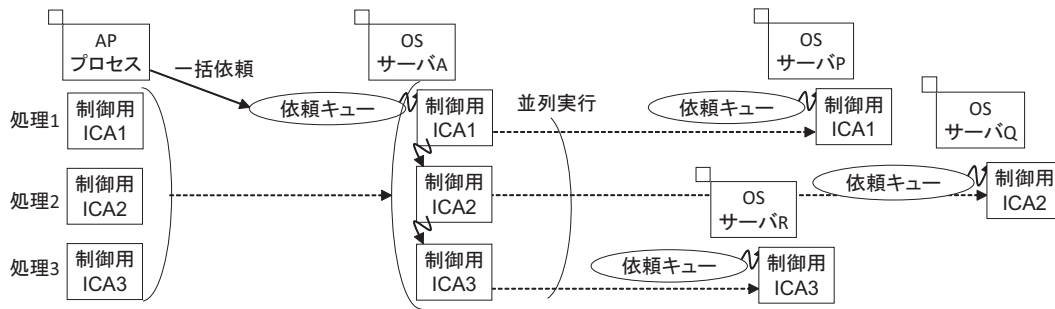 AP
プロセス
一括依頼
OS
サーバA
OS
サーバP
処理1
制御用
ICA1
依頼キュー
制御用
ICA1
並列実行
依頼キュー
制御用
ICA1
OS
サーバQ
処理2
制御用
ICA2
制御用
ICA2
OS
サーバR
依頼キュー
制御用
ICA2
処理3
制御用
ICA3
制御用
ICA3
依頼キュー
制御用
ICA3